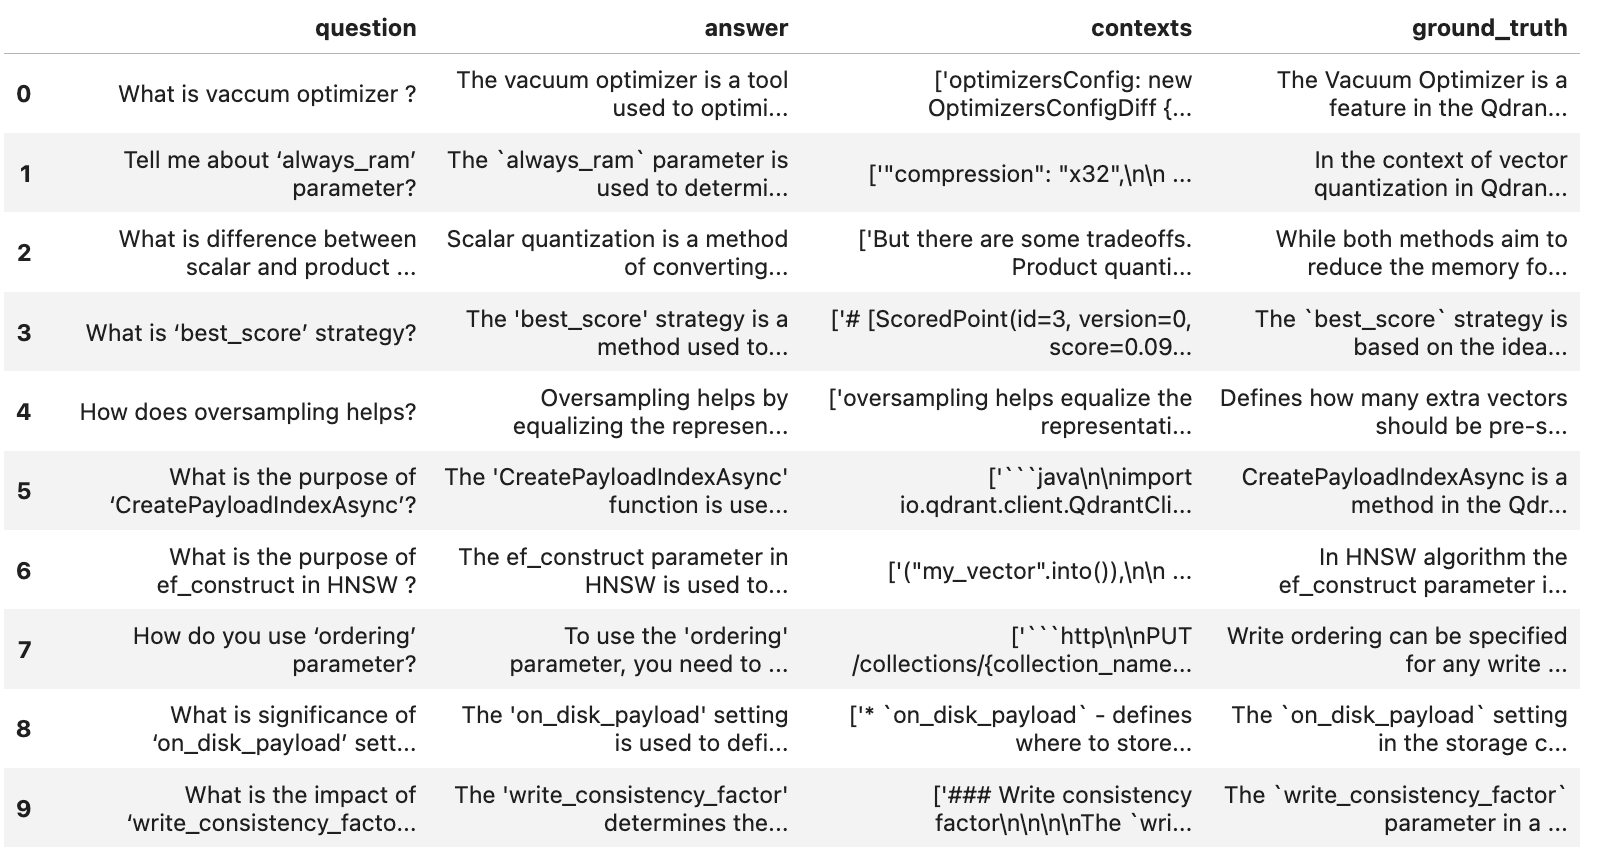 question answer contexts ground_truth
0 What is vaccum optimizer ? The vacuum optimizer is a tool used to optimi... ['optimizersConfig: new OptimizersConfigDiff {... The Vacuum Optimizer is a feature in the Qdran...
1 Tell me about ‘always_ram’ parameter? The `always_ram` parameter is used to determi... ['"compression": "x32",\n\n ... In the context of vector quantization in Qdran...
2 What is difference between scalar and product ... Scalar quantization is a method of converting... ['But there are some tradeoffs. Product quanti... While both methods aim to reduce the memory fo...
3 What is ‘best_score’ strategy? The 'best_score' strategy is a method used to... ['# [ScoredPoint(id=3, version=0, score=0.09... The `best_score` strategy is based on the idea...
4 How does oversampling helps? Oversampling helps by equalizing the represen... ['oversampling helps equalize the representati... Defines how many extra vectors should be pre-s...
5 What is the purpose of ‘CreatePayloadIndexAsync’? The 'CreatePayloadIndexAsync' function is use... ['```java\n\nimport io.qdrant.client.QdrantCli... CreatePayloadIndexAsync is a method in the Qdr...
6 What is the purpose of ef_construct in HNSW ? The ef_construct parameter in HNSW is used to... ['("my_vector".into()),\n\n ... In HNSW algorithm the ef_construct parameter i...
7 How do you use ‘ordering’ parameter? To use the 'ordering' parameter, you need to ... ['```http\n\nPUT /collections/{collection_name... Write ordering can be specified for any write ...
8 What is significance of ‘on_disk_payload’ sett... The 'on_disk_payload' setting is used to defi... ['* `on_disk_payload` - defines where to store... The `on_disk_payload` setting in the storage c...
9 What is the impact of ‘write_consistency_facto... The 'write_consistency_factor' determines the... ['### Write consistency factor\n\n\n\nThe `wri... The `write_consistency_factor` parameter in a ...